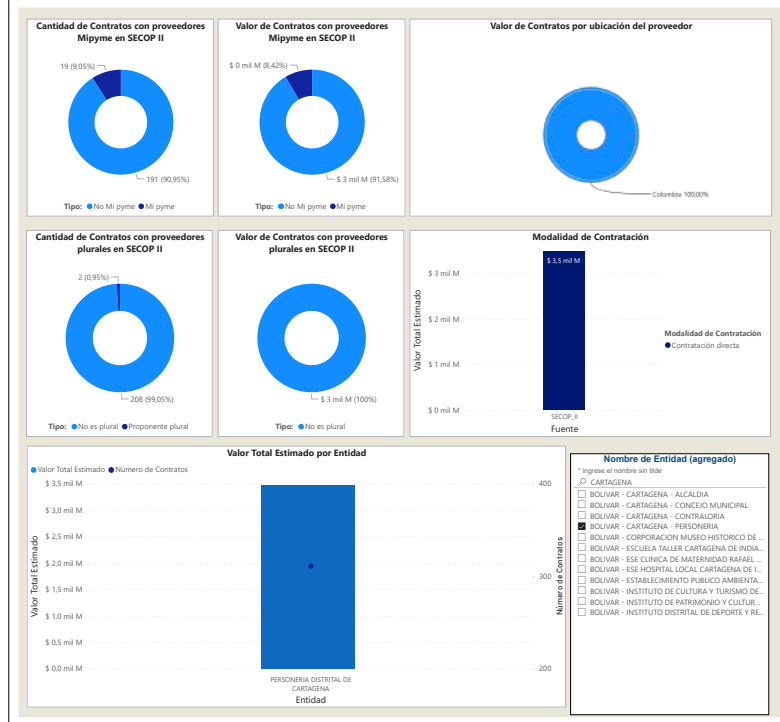 Cantidad de Contratos con proveedores
Mipyme en SECOP II
19 (9,05%)
191 (90,95%)
Tipo: No Mi pyme Mi pyme
Valor de Contratos con proveedores
Mipyme en SECOP II
$ 0 mil M (8,42%)
$ 3 mil M (91,58%)
Tipo: No Mi pyme Mi pyme
Valor de Contratos por ubicación del proveedor
Colombia 100,00%
Cantidad de Contratos con proveedores
plurales en SECOP II
2 (0,95%)
208 (99,05%)
Tipo: No es plural Proponente plural
Valor de Contratos con proveedores
plurales en SECOP II
$ 3 mil M (100%)
Tipo: No es plural
Modalidad de Contratación
Valor Total Estimado
$ 3 mil M
$ 2 mil M
$ 1 mil M
$ 0 mil M
$ 3,5 mil M
SECOP_II
Fuente
Modalidad de Contratación
Contratación directa
Valor Total Estimado por Entidad
Valor Total Estimado Número de Contratos
Valor Total Estimado
$ 3,5 mil M
$ 3,0 mil M
$ 2,5 mil M
$ 2,0 mil M
$ 1,5 mil M
$ 1,0 mil M
$ 0,5 mil M
$ 0,0 mil M
400
300
200
Número de Contratos
PERSONERIA DISTRITAL DE
CARTAGENA
Entidad
Nombre de Entidad (agregado)
* ingrese el nombre sin tilde
CARTAGENA
BOLIVAR - CARTAGENA - ALCALDIA
BOLIVAR - CARTAGENA - CONCEJO MUNICIPAL
BOLIVAR - CARTAGENA - CONTRALORIA
BOLIVAR - CARTAGENA - PERSONERIA
BOLIVAR - CORPORACION MUSEO HISTORICO DE ...
BOLIVAR - ESCUELA TALLER CARTAGENA DE INDIA...
BOLIVAR - ESE CLINICA DE MATERNIDAD RAFAEL ...
BOLIVAR - ESE HOSPITAL LOCAL CARTAGENA DE I...
BOLIVAR - ESTABLECIMIENTO PUBLICO AMBIENTA...
BOLIVAR - INSTITUTO DE CULTURA Y TURISMO DE...
BOLIVAR - INSTITUTO DE PATRIMONIO Y CULTUR...
BOLIVAR - INSTITUTO DISTRITAL DE DEPORTE Y RE...